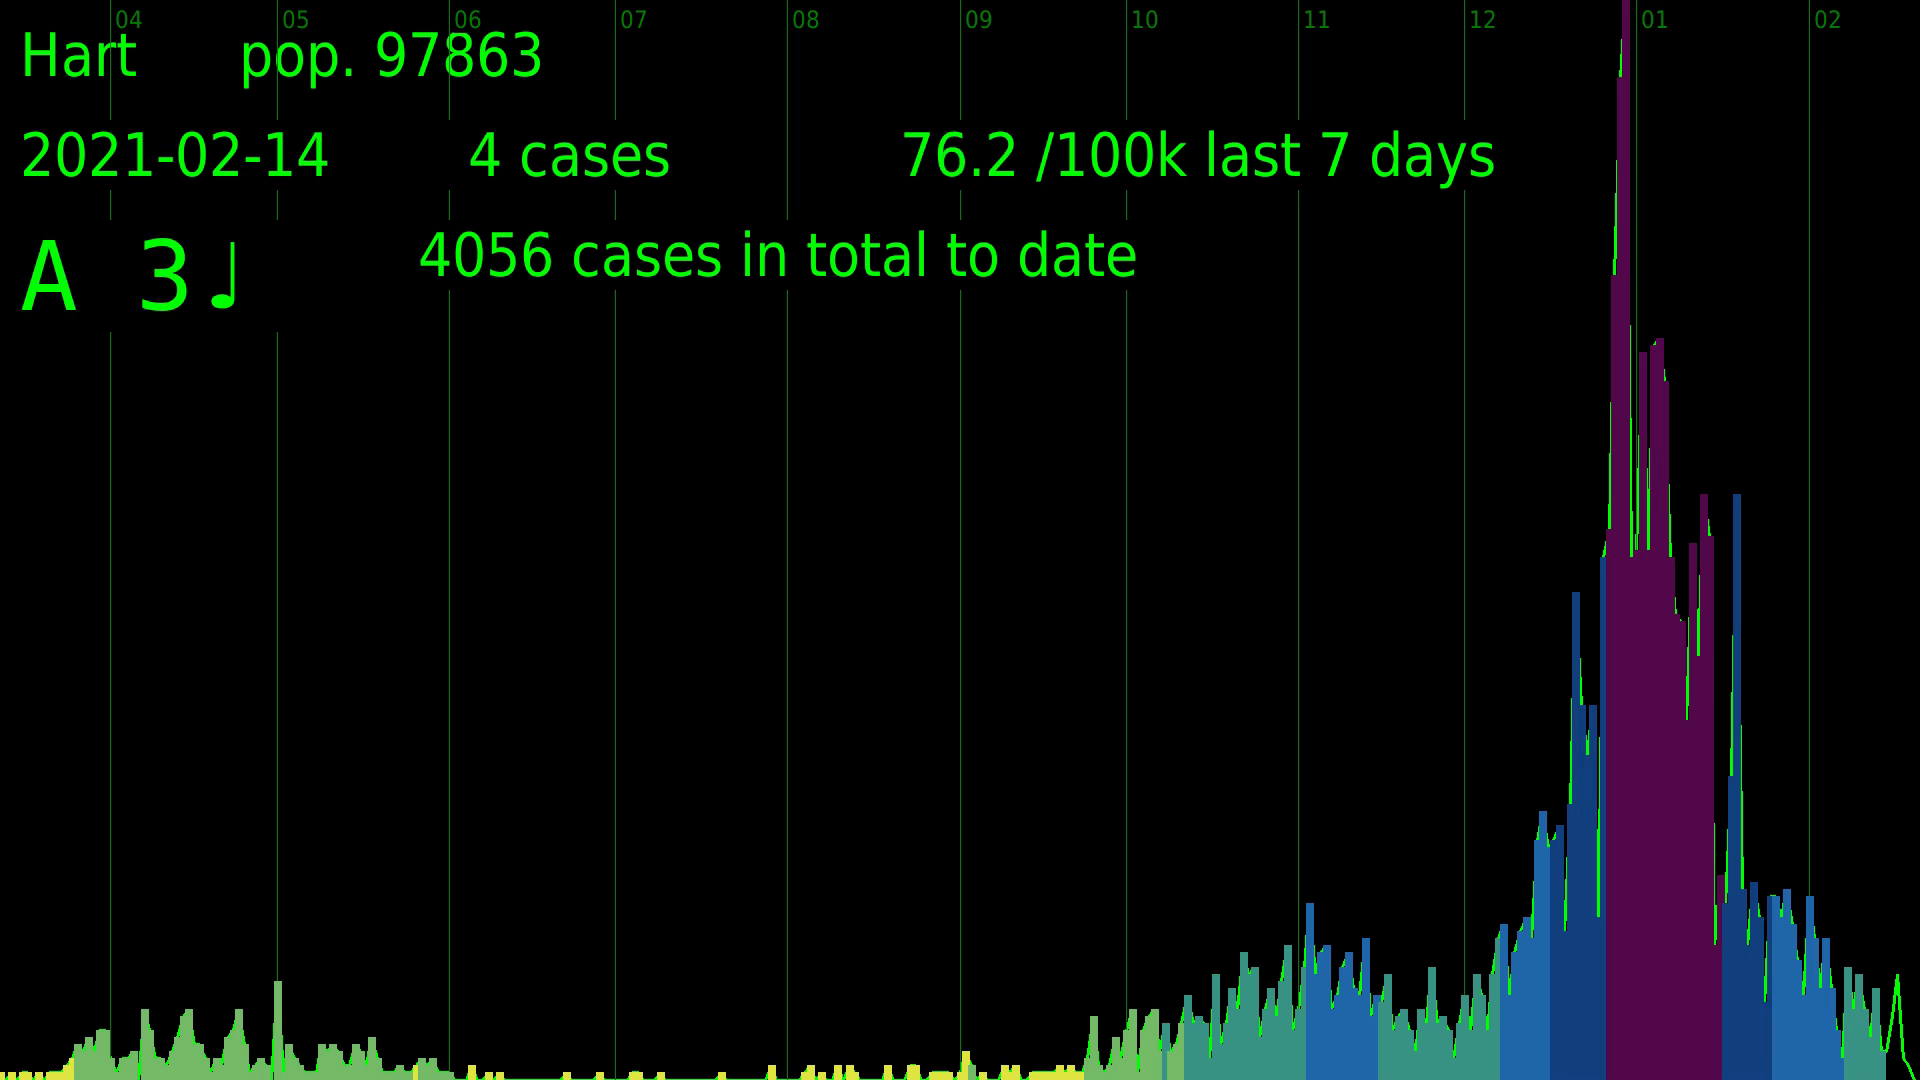 04 05 06 07 08 09 10 11 12 01 02
Hart pop. 97863
2021-02-14 4 cases 76.2 /100k last 7 days
A 3♩ 4056 cases in total to date